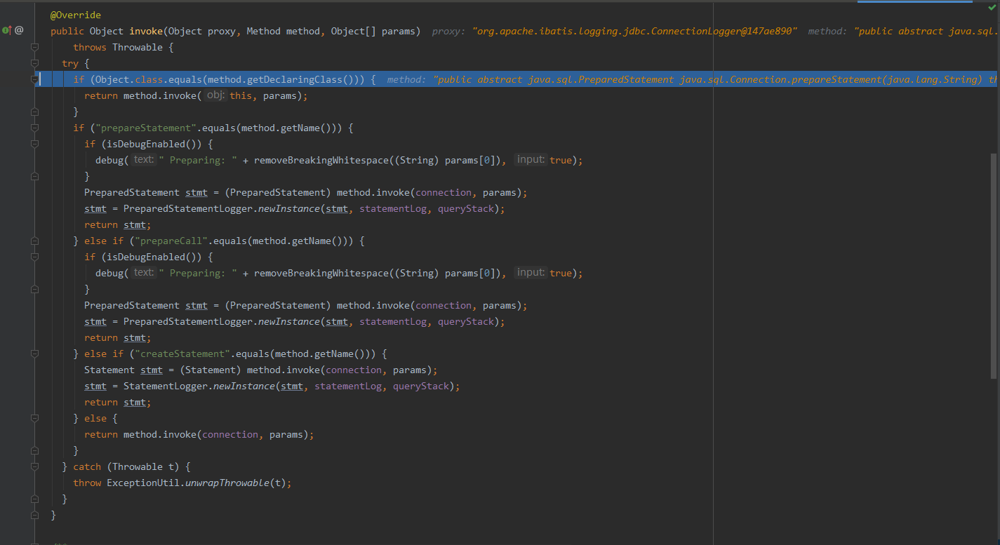 @Override
@ public Object invoke(Object proxy, Method method, Object[] params)  proxy: "org.apache.ibatis.logging.jdbc.ConnectionLogger@147ae890"  method: "public abstract java.sql.
throws Throwable {
try {
if (Object.class.equals(method.getDeclaringClass())) {  method: "public abstract java.sql.PreparedStatement java.sql.Connection.prepareStatement(java.lang.String) th
return method.invoke( obj: this, params);
}
if ("prepareStatement".equals(method.getName())) {
if (isDebugEnabled()) {
debug( text: " Preparing: " + removeBreakingWhitespace((String) params[0]),  input: true);
}
PreparedStatement stmt = (PreparedStatement) method.invoke(connection, params);
stmt = PreparedStatementLogger.newInstance(stmt, statementLog, queryStack);
return stmt;
} else if ("prepareCall".equals(method.getName())) {
if (isDebugEnabled()) {
debug( text: " Preparing: " + removeBreakingWhitespace((String) params[0]),  input: true);
}
PreparedStatement stmt = (PreparedStatement) method.invoke(connection, params);
stmt = PreparedStatementLogger.newInstance(stmt, statementLog, queryStack);
return stmt;
} else if ("createStatement".equals(method.getName())) {
Statement stmt = (Statement) method.invoke(connection, params);
stmt = StatementLogger.newInstance(stmt, statementLog, queryStack);
return stmt;
} else {
return method.invoke(connection, params);
}
} catch (Throwable t) {
throw ExceptionUtil.unwrapThrowable(t);
}
}